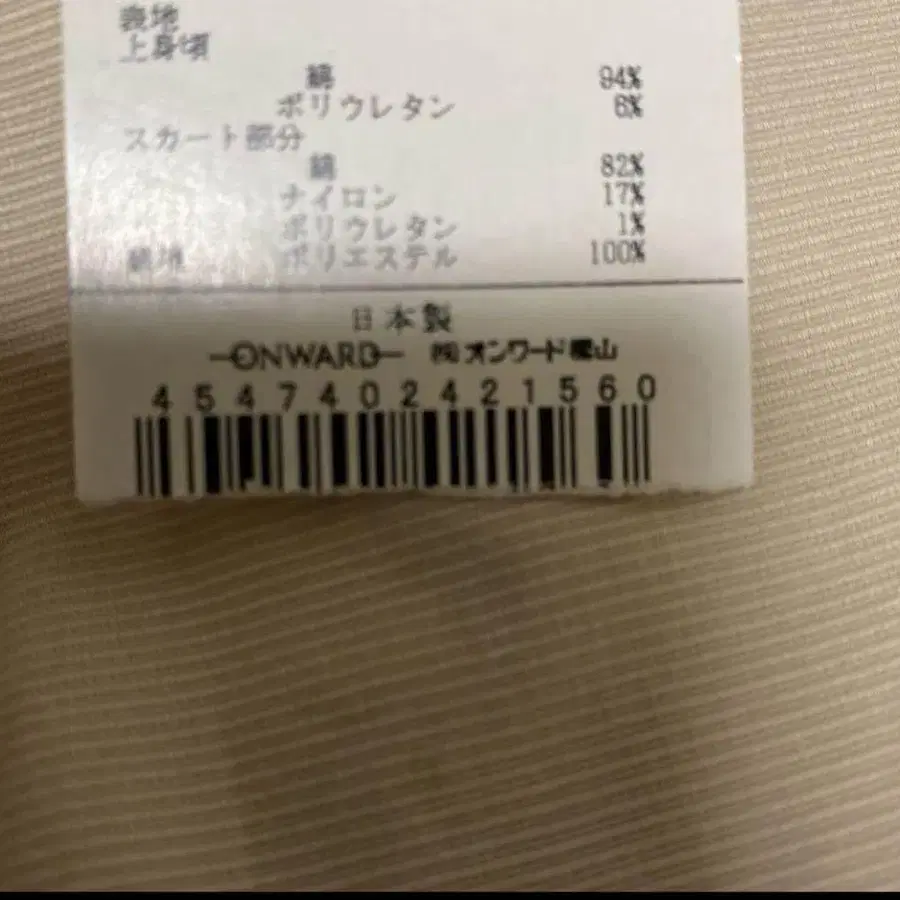 表地
上身頃
綿 94%
ポリウレタン 6%
スカート部分
綿 82%
ナイロン 17%
ポリウレタン 1%
ポリエステル 100%
日本製
ONWARD ㈱オンワード樫山
4547402421560